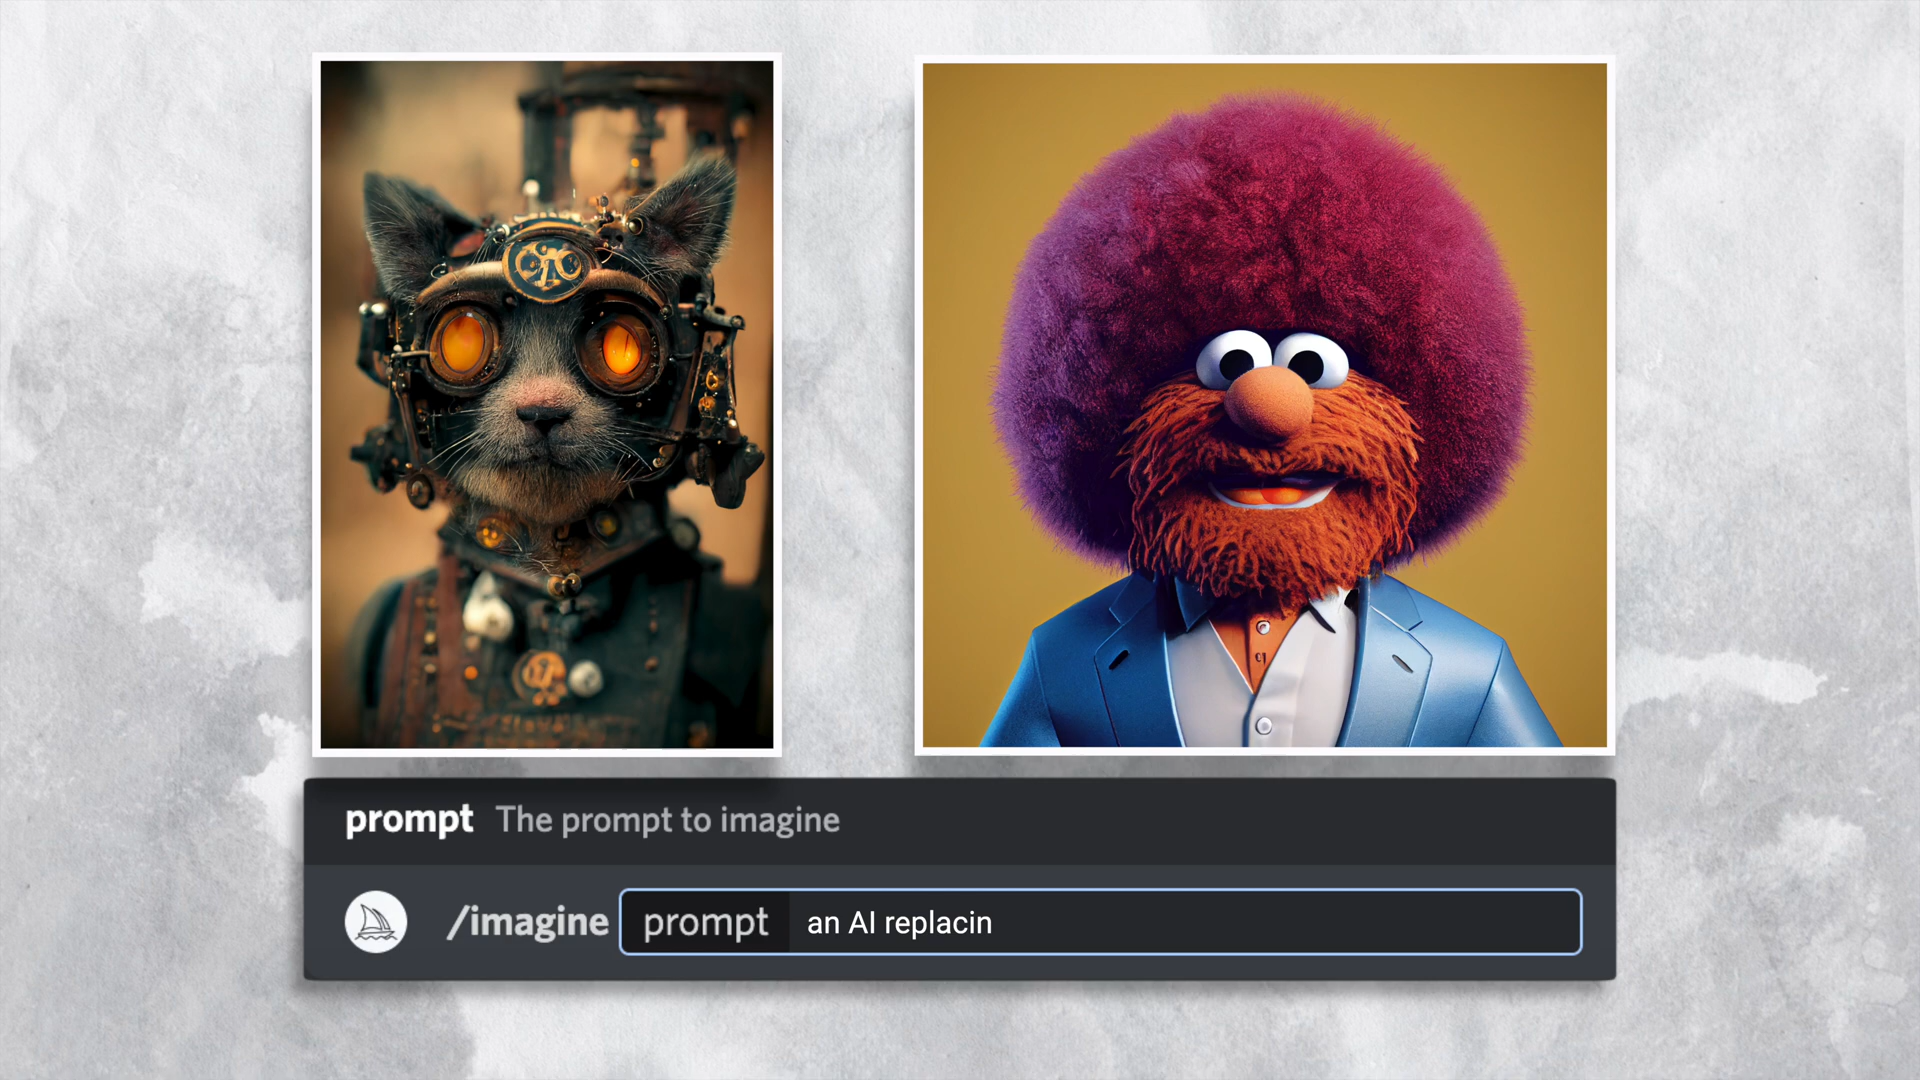 prompt The prompt to imagine
/imagine prompt an AI replacin